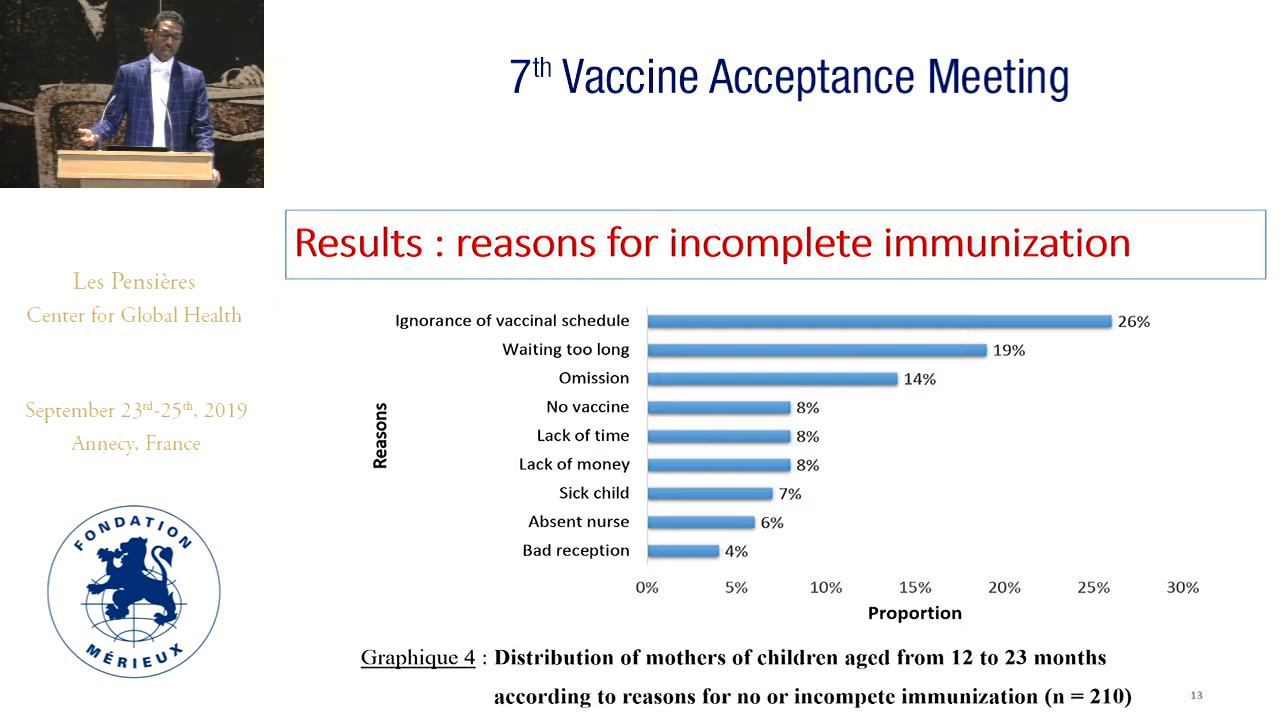 7th Vaccine Acceptance Meeting
Results : reasons for incomplete immunization
Les Pensières
Center for Global Health
September 23rd-25th, 2019
Annecy, France
FONDATION
MÉRIEUX
Reasons
Ignorance of vaccinal schedule 26%
Waiting too long 19%
Omission 14%
No vaccine 8%
Lack of time 8%
Lack of money 8%
Sick child 7%
Absent nurse 6%
Bad reception 4%
0% 5% 10% 15% 20% 25% 30%
Proportion
Graphique 4 : Distribution of mothers of children aged from 12 to 23 months
according to reasons for no or incompete immunization (n = 210)
13